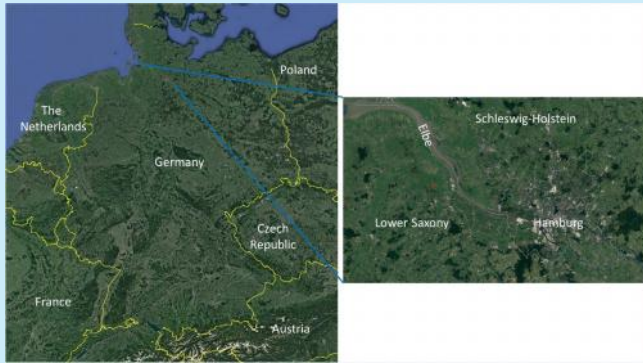 The
Netherlands
Poland
Germany
Czech
Republic
France
Austria
Schleswig-Holstein
Elbe
Lower Saxony
Hamburg